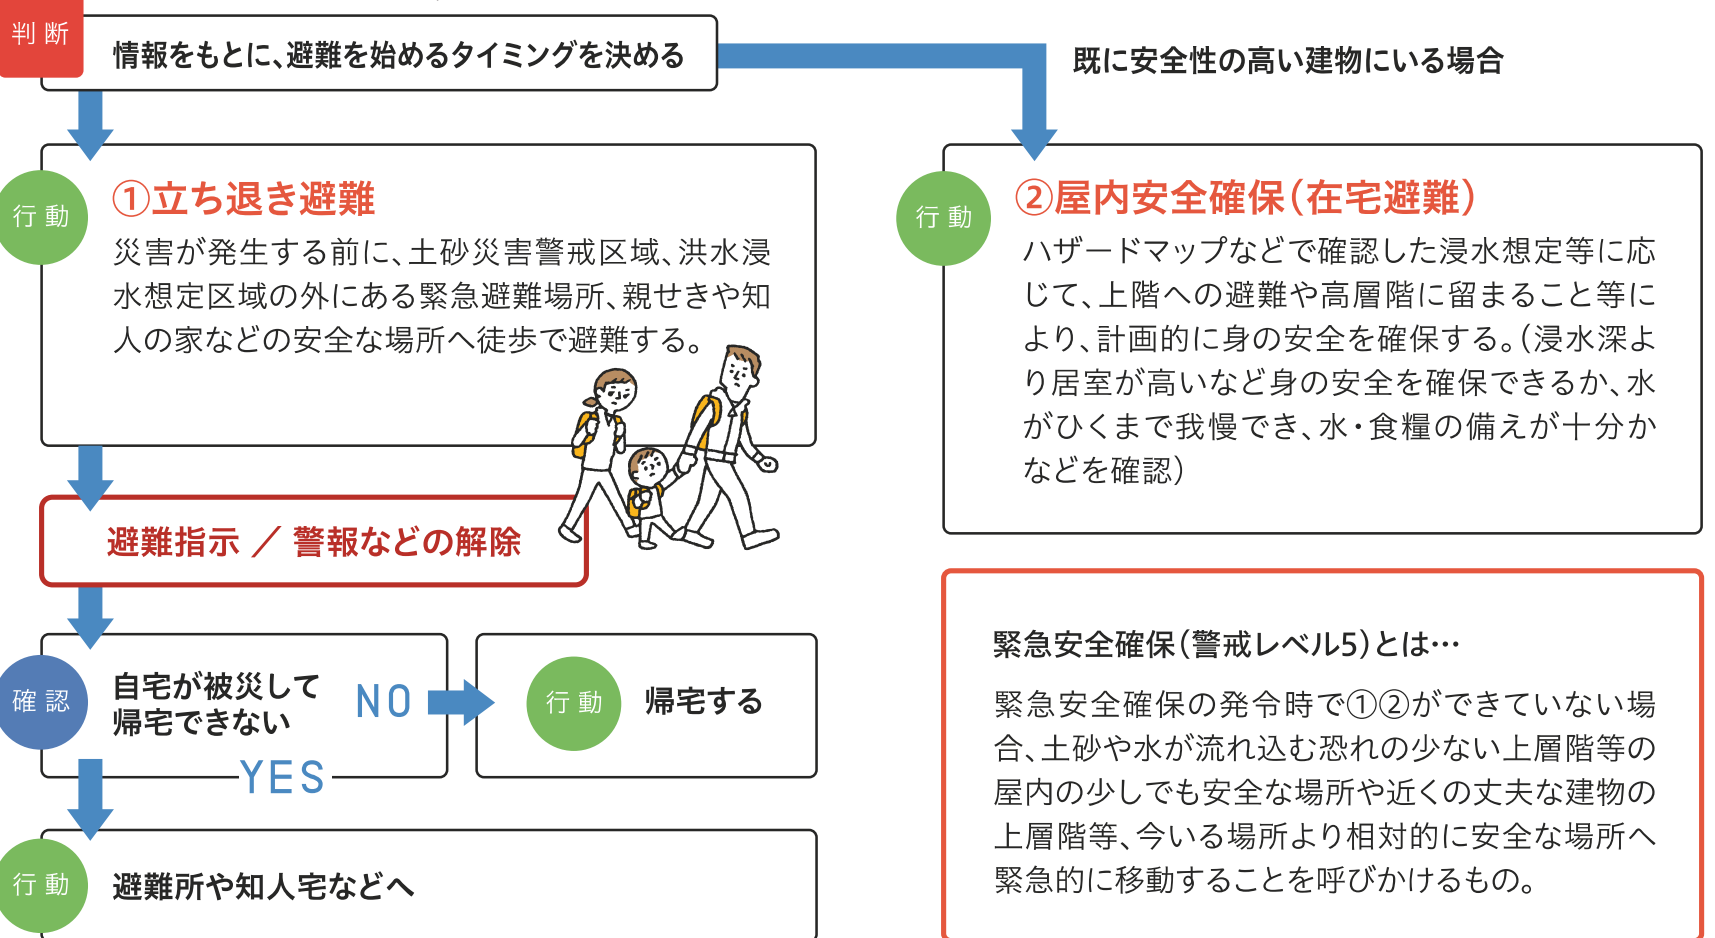 判断
情報をもとに、避難を始めるタイミングを決める
既に安全性の高い建物にいる場合
行動
①立ち退き避難
災害が発生する前に、土砂災害警戒区域、洪水浸
水想定区域の外にある緊急避難場所、親せきや知
人の家などの安全な場所へ徒歩で避難する。
行動
②屋内安全確保(在宅避難)
ハザードマップなどで確認した浸水想定等に応
じて、上階への避難や高層階に留まること等に
より、計画的に身の安全を確保する。(浸水深よ
り居室が高いなど身の安全を確保できるか、水
がひくまで我慢でき、水・食糧の備えが十分か
などを確認)
避難指示 ／ 警報などの解除
確認
自宅が被災して
帰宅できない
NO
行動
帰宅する
YES
行動
避難所や知人宅などへ
緊急安全確保(警戒レベル5)とは…
緊急安全確保の発令時で①②ができていない場
合、土砂や水が流れ込む恐れの少ない上層階等の
屋内の少しでも安全な場所や近くの丈夫な建物の
上層階等、今いる場所より相対的に安全な場所へ
緊急的に移動することを呼びかけるもの。